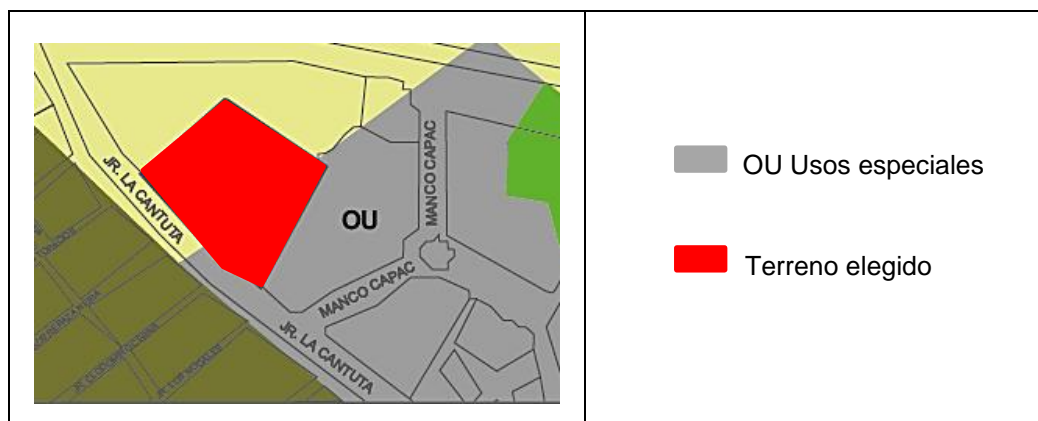 JR. LA CANTUTA
MANCO CAPAC
OU
MANCO CAPAC
JR. LA CANTUTA
OU Usos especiales
Terreno elegido